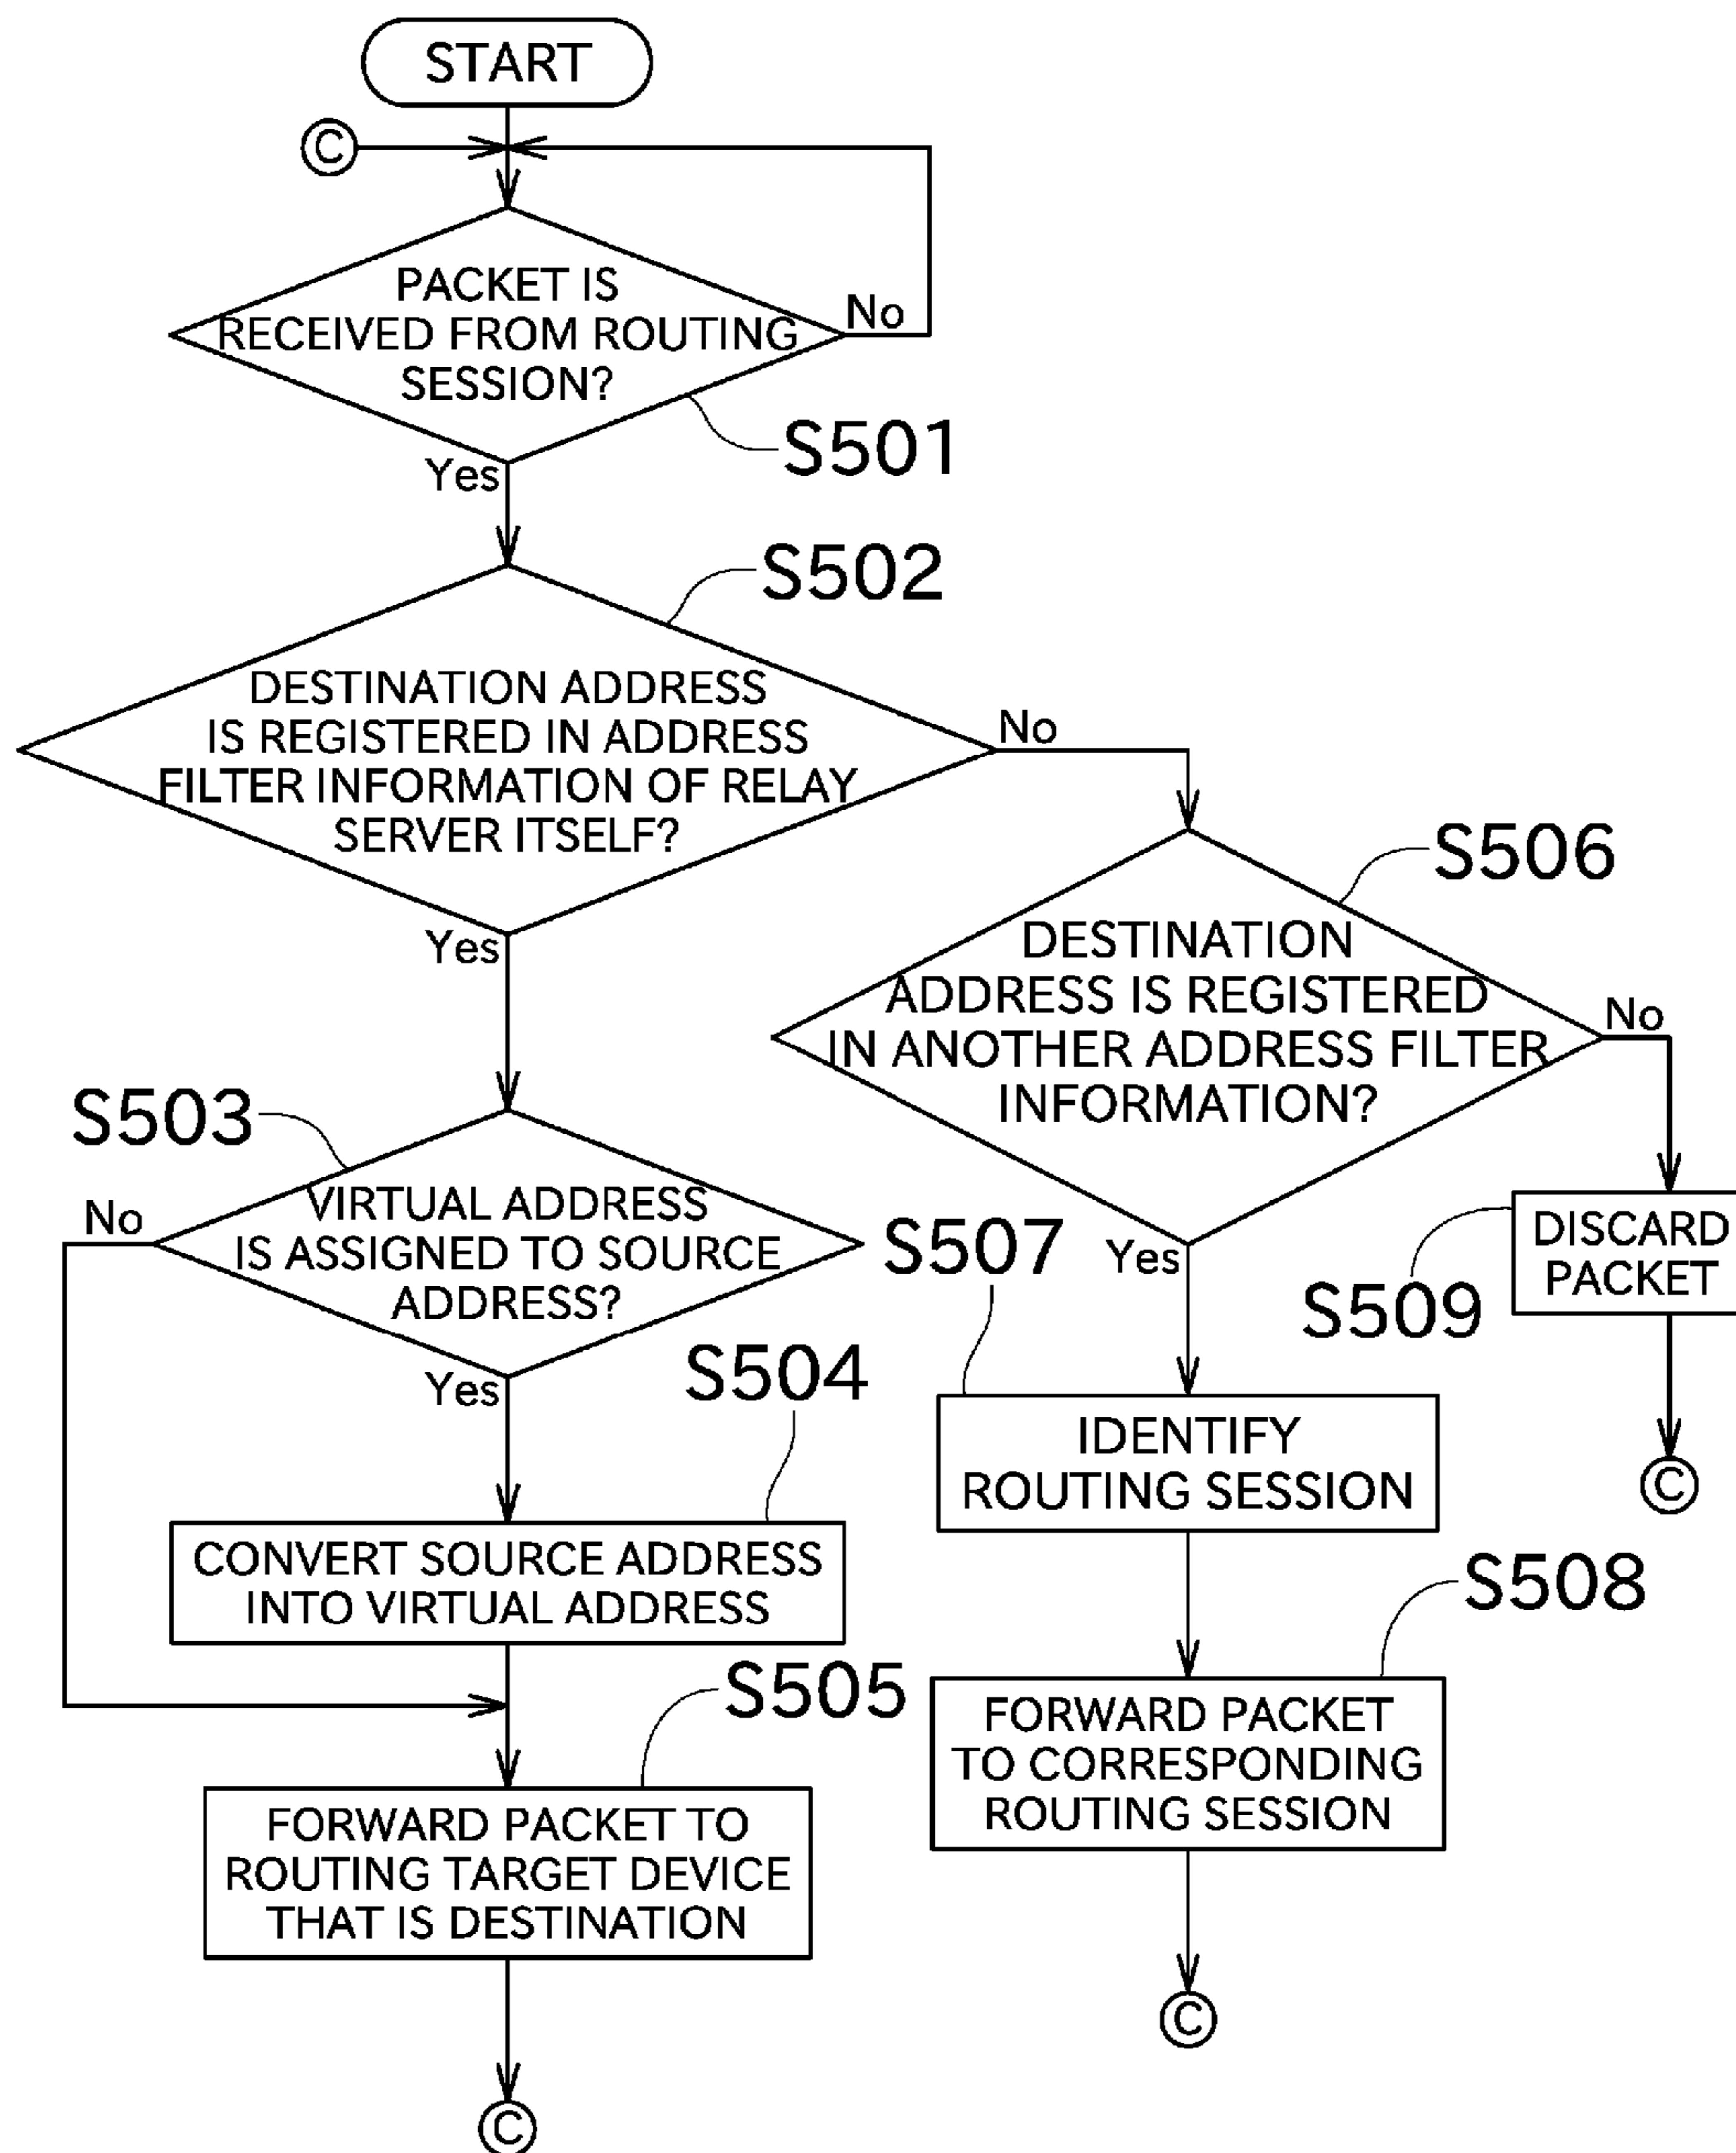 START
C
PACKET IS
RECEIVED FROM ROUTING
SESSION?
No
S501
Yes
S502
DESTINATION ADDRESS
IS REGISTERED IN ADDRESS
FILTER INFORMATION OF RELAY
SERVER ITSELF?
No
Yes
S506
DESTINATION
ADDRESS IS REGISTERED
IN ANOTHER ADDRESS FILTER
INFORMATION?
No
Yes
S503
VIRTUAL ADDRESS
IS ASSIGNED TO SOURCE
ADDRESS?
No
Yes
S504
CONVERT SOURCE ADDRESS
INTO VIRTUAL ADDRESS
S505
FORWARD PACKET TO
ROUTING TARGET DEVICE
THAT IS DESTINATION
C
S507
IDENTIFY
ROUTING SESSION
S508
FORWARD PACKET
TO CORRESPONDING
ROUTING SESSION
C
S509
DISCARD
PACKET
C